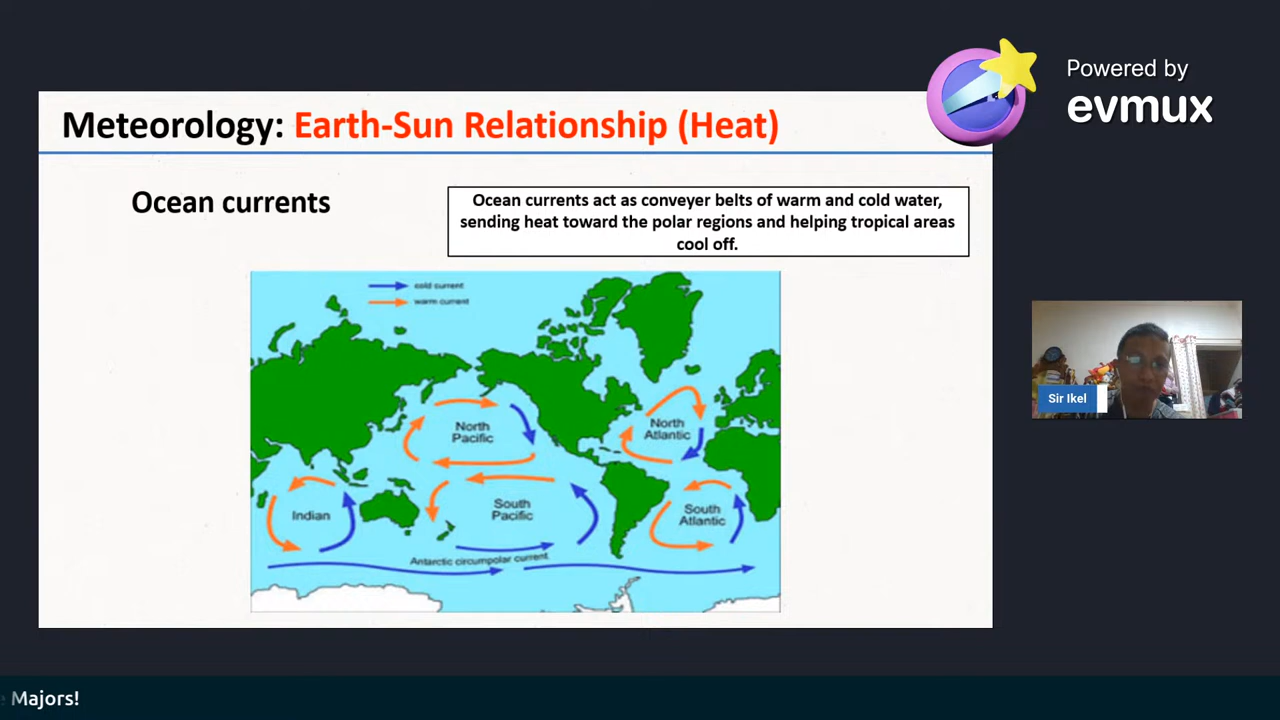 Powered by
evmux
Meteorology: Earth-Sun Relationship (Heat)
Ocean currents
Ocean currents act as conveyer belts of warm and cold water,
sending heat toward the polar regions and helping tropical areas
cool off.
cold current
warm current
North
Pacific
North
Atlantic
Indian
South
Pacific
South
Atlantic
Antarctic circumpolar current
Sir Ikel
Majors!